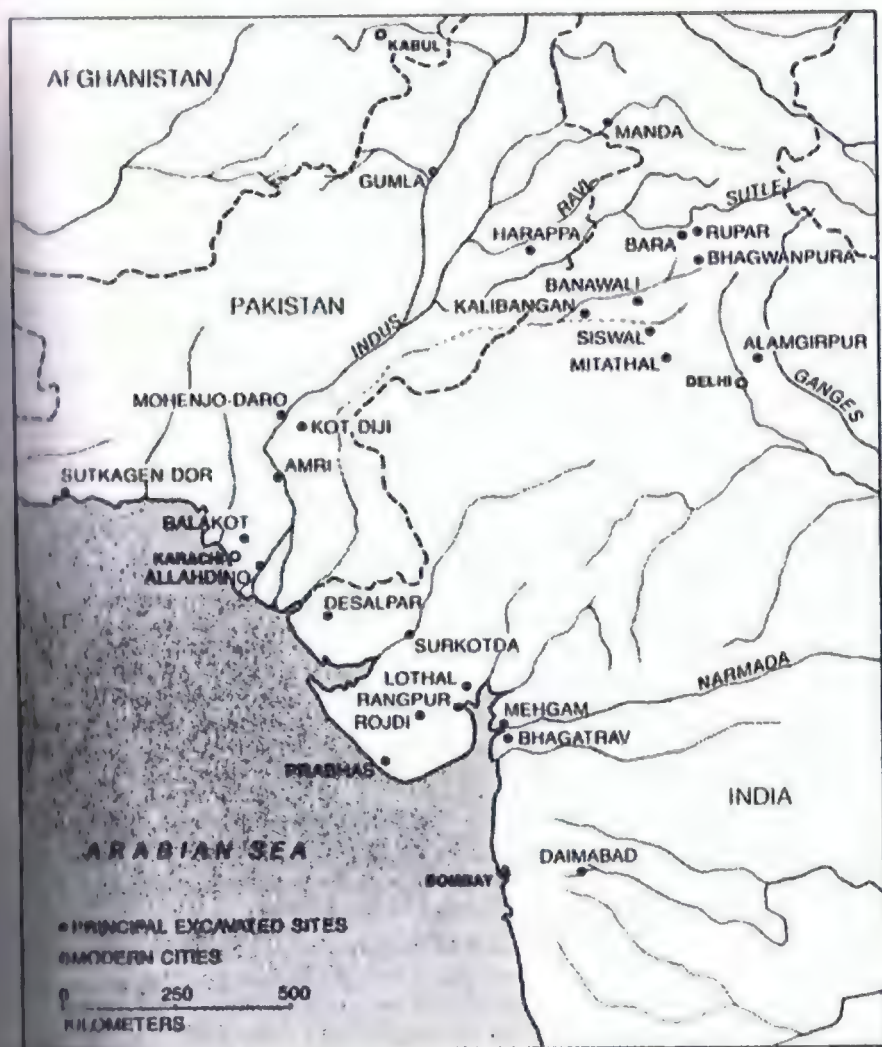 KABUL
AFGHANISTAN
MANDA
GUMLA
RAVI
SUTLEJ
HARAPPA
BARA
RUPAR
BHAGWANPURA
BANAWALI
PAKISTAN
KALIBANGAN
INDUS
SISWAL
ALAMGIRPUR
MITATHAL
DELHI
GANGES
MOHENJO-DARO
KOT DIJI
AMRI
SUTKAGEN DOR
BALAKOT
KARACHI
ALLAHDINO
DESALPAR
SURKOTDA
LOTHAL
NARMADA
RANGPUR
MEHGAM
ROJDI
BHAGATRAV
PRABHAS
INDIA
ARABIAN SEA
DAIMABAD
BOMBAY
PRINCIPAL EXCAVATED SITES
MODERN CITIES
0 250 500
KILOMETERS